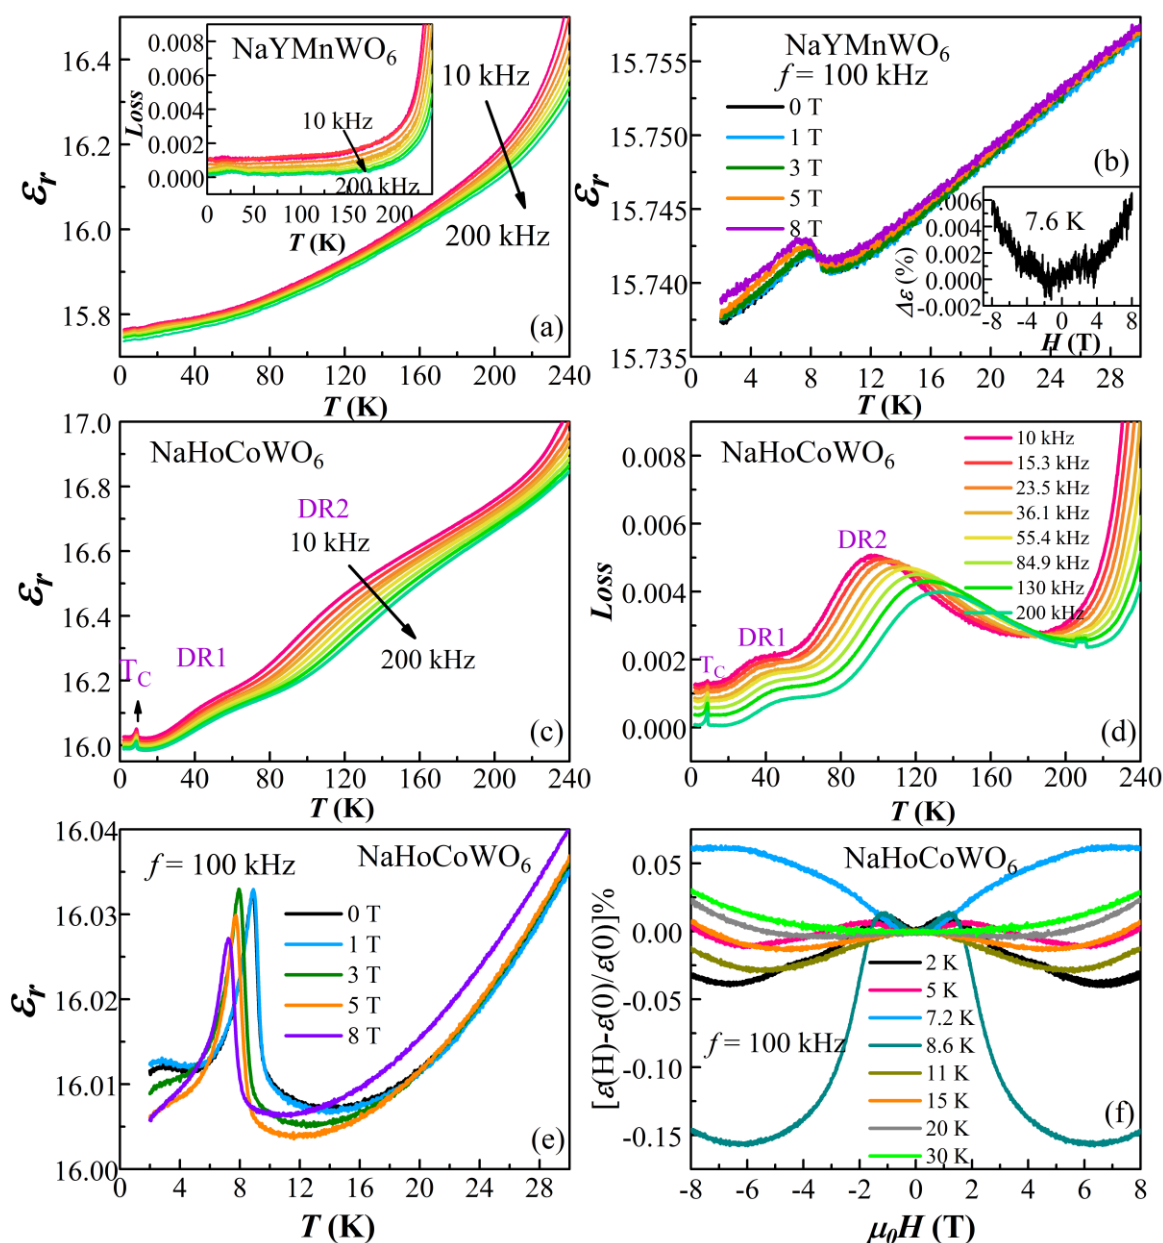 16.4
16.2
16.0
15.8
εr
0 40 80 120 160 200 240
T (K)
(a)
10 kHz
200 kHz
NaYMnWO6
Loss
0.008
0.006
0.004
0.002
0.000
10 kHz
200 kHz
0 50 100 150 200
T (K)
15.755
15.750
15.745
15.740
15.735
εr
NaYMnWO6
f = 100 kHz
0 T
1 T
3 T
5 T
8 T
(b)
0 4 8 12 16 20 24 28
T (K)
0.006
0.004
0.002
0.000
-0.002
Δε (%)
7.6 K
-8 -4 0 4 8
H (T)
17.0
16.8
16.6
16.4
16.2
16.0
εr
NaHoCoWO6
DR2
10 kHz
200 kHz
DR1
TC
(c)
0 40 80 120 160 200 240
T (K)
0.008
0.006
0.004
0.002
0.000
Loss
NaHoCoWO6
10 kHz
15.3 kHz
23.5 kHz
36.1 kHz
55.4 kHz
84.9 kHz
130 kHz
200 kHz
DR2
DR1
TC
(d)
0 40 80 120 160 200 240
T (K)
16.04
16.03
16.02
16.01
16.00
εr
NaHoCoWO6
f = 100 kHz
0 T
1 T
3 T
5 T
8 T
(e)
0 4 8 12 16 20 24 28
T (K)
0.05
0.00
-0.05
-0.10
-0.15
[ε(H)-ε(0)/ε(0)]%
NaHoCoWO6
2 K
5 K
7.2 K
8.6 K
11 K
15 K
20 K
30 K
f = 100 kHz
(f)
-8 -6 -4 -2 0 2 4 6 8
μ0H (T)